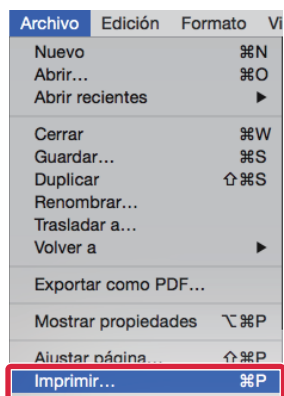 Archivo Edición Formato Vi
Nuevo ⌘N
Abrir... ⌘O
Abrir recientes ▶
Cerrar ⌘W
Guardar... ⌘S
Duplicar ⇧⌘S
Renombrar...
Trasladar a...
Volver a ▶
Exportar como PDF...
Mostrar propiedades ⌥⌘P
Ajustar página... ⇧⌘P
Imprimir... ⌘P